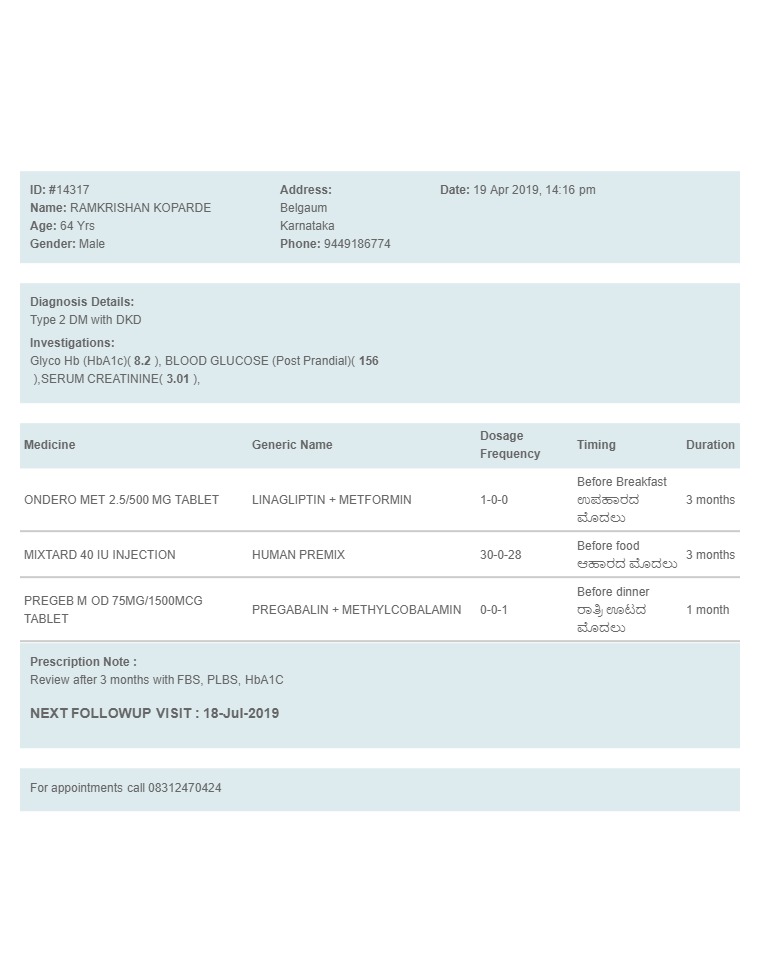 ID: #14317
Name: RAMKRISHAN KOPARDE
Age: 64 Yrs
Gender: Male
Address:
Belgaum
Karnataka
Phone: 9449186774
Date: 19 Apr 2019, 14:16 pm
Diagnosis Details:
Type 2 DM with DKD
Investigations:
Glyco Hb (HbA1c)( 8.2 ), BLOOD GLUCOSE (Post Prandial)( 156
),SERUM CREATININE( 3.01 ),
Medicine Generic Name Dosage Frequency Timing Duration
ONDERO MET 2.5/500 MG TABLET LINAGLIPTIN + METFORMIN 1-0-0 Before Breakfast ಉಪಹಾರದ ಮೊದಲು 3 months
MIXTARD 40 IU INJECTION HUMAN PREMIX 30-0-28 Before food ಆಹಾರದ ಮೊದಲು 3 months
PREGEB M OD 75MG/1500MCG TABLET PREGABALIN + METHYLCOBALAMIN 0-0-1 Before dinner ರಾತ್ರಿ ಊಟದ ಮೊದಲು 1 month
Prescription Note :
Review after 3 months with FBS, PLBS, HbA1C
NEXT FOLLOWUP VISIT : 18-Jul-2019
For appointments call 08312470424